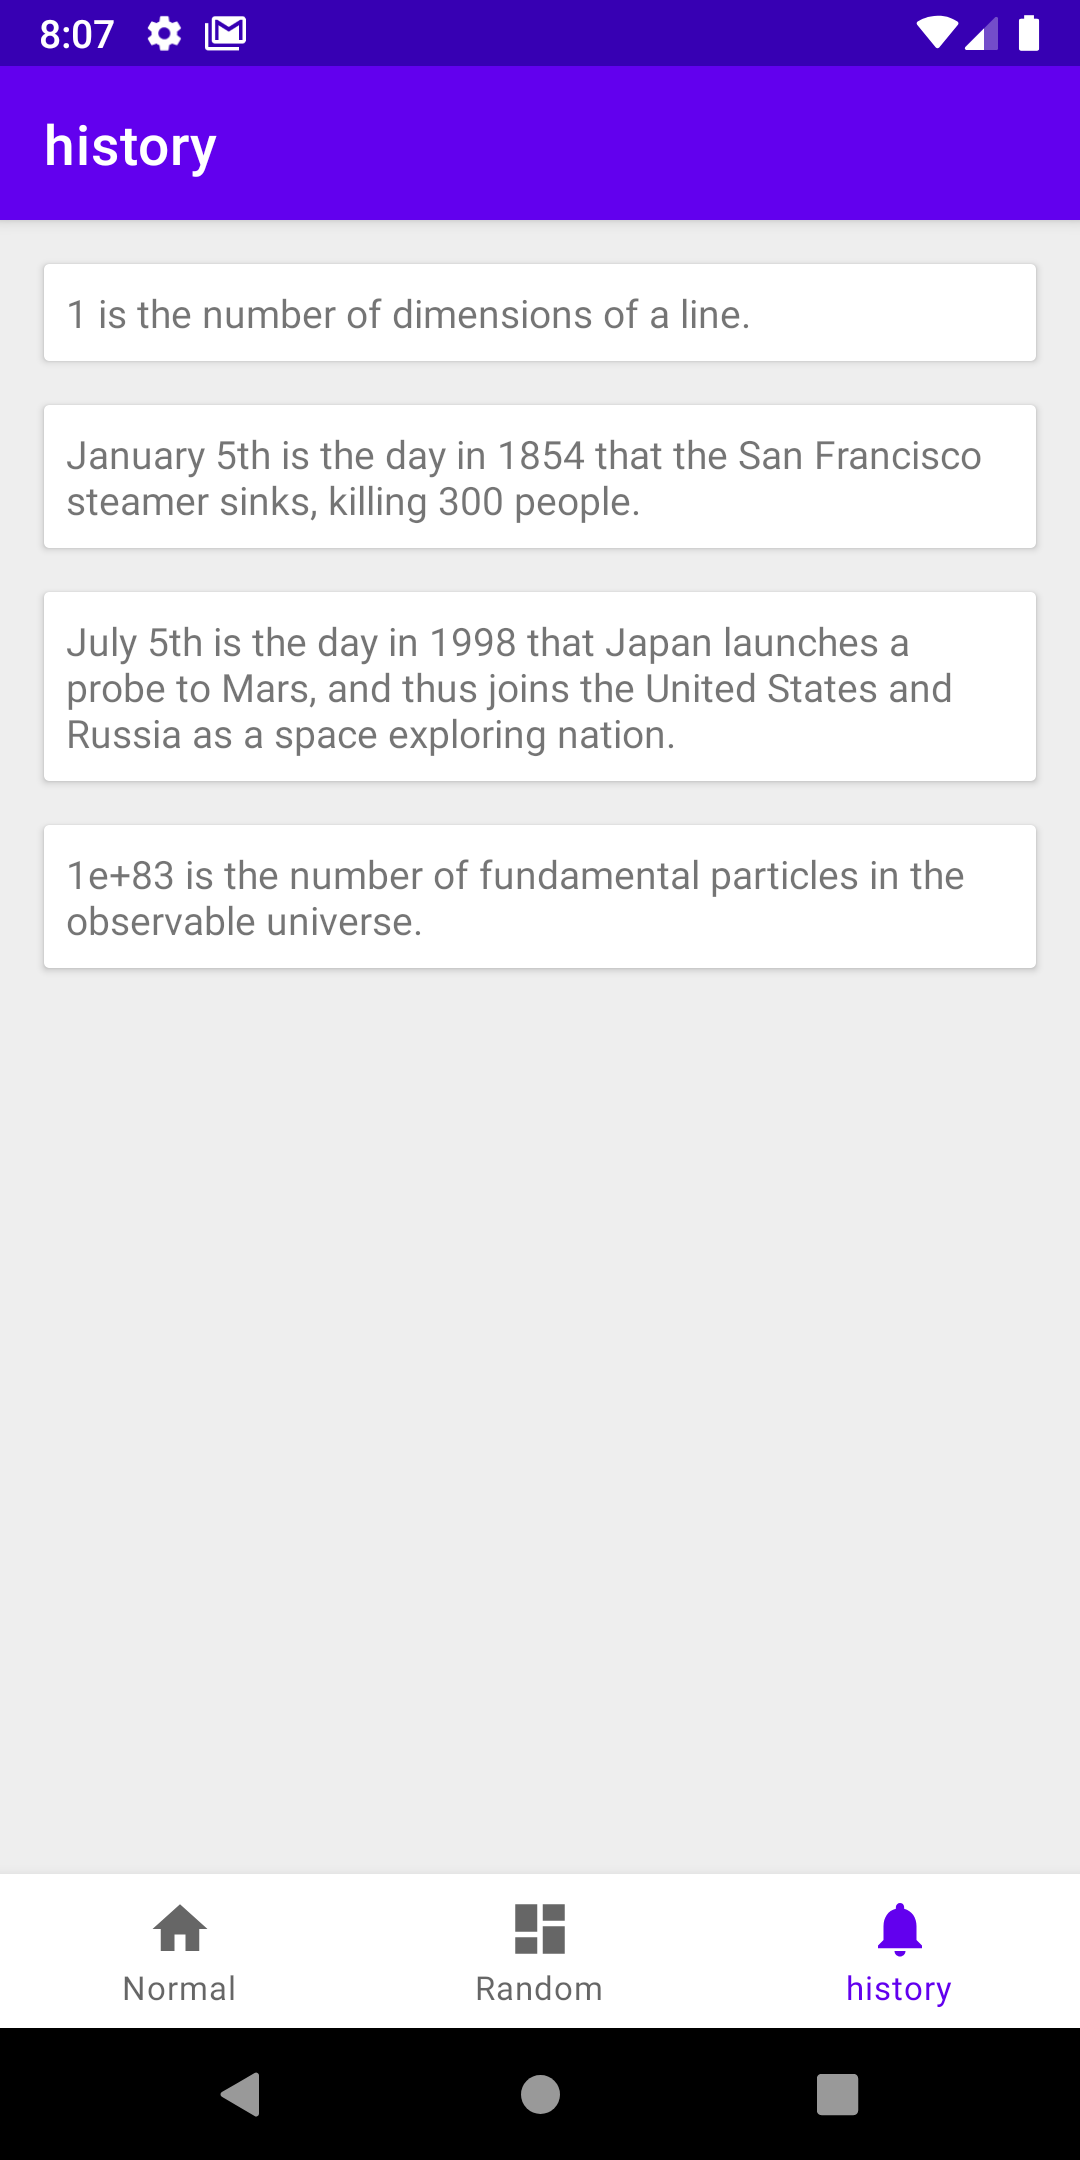 8:07
history
1 is the number of dimensions of a line.
January 5th is the day in 1854 that the San Francisco
steamer sinks, killing 300 people.
July 5th is the day in 1998 that Japan launches a
probe to Mars, and thus joins the United States and
Russia as a space exploring nation.
1e+83 is the number of fundamental particles in the
observable universe.
Normal
Random
history